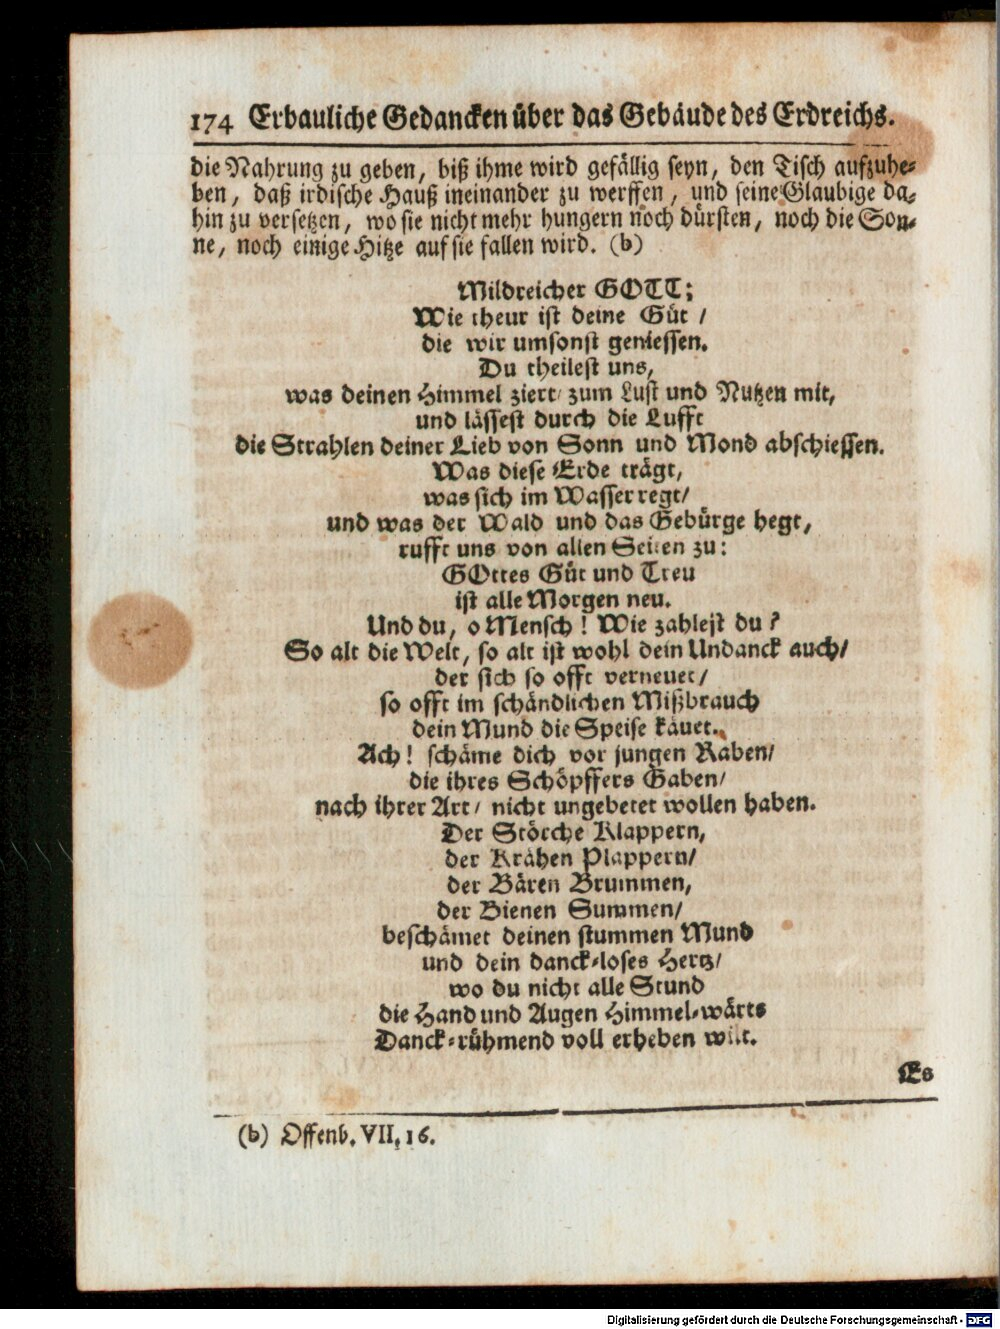 174 Erbauliche Gedancken über das Gebäude des Erdreichs.
die Nahrung zu geben, biß ihme wird gefällig seyn, den Tisch aufzuhe-
ben, daß irdische Hauß ineinander zu werffen, und seine Glaubige da-
hin zu versetzen, wo sie nicht mehr hungern noch dürsten, noch die Son-
ne, noch einige Hitze auf sie fallen wird. (b)
Mildreicher GOTT;
Wie theur ist deine Güt /
die wir umsonst geniessen.
Du theilest uns,
was deinen Himmel ziert/ zum Lust und Nutzen mit,
und lässest durch die Lufft
die Strahlen deiner Lieb von Sonn und Mond abschiessen.
Was diese Erde trägt,
was sich im Wasser regt/
und was der Wald und das Gebürge hegt,
rufft uns von allen Seiten zu:
GOttes Güt und Treu
ist alle Morgen neu.
Und du, o Mensch! Wie zahlest du?
So alt die Welt, so alt ist wohl dein Undanck auch/
der sich so offt verneuet/
so offt im schändlichen Mißbrauch
dein Mund die Speise käuet.
Ach! schäme dich vor jungen Raben/
die ihres Schöpffers Gaben/
nach ihrer Art/ nicht ungebetet wollen haben.
Der Störche Klappern,
der Krähen Plappern/
der Bären Brummen,
der Bienen Summen/
beschämet deinen stummen Mund
und dein danck-loses Hertz/
wo du nicht alle Stund
die Hand und Augen Himmel-wärts
Danck-rühmend voll erheben wilt.
Es
(b) Offenb. VII, 16.
Digitalisierung gefördert durch die Deutsche Forschungsgemeinschaft - DFG